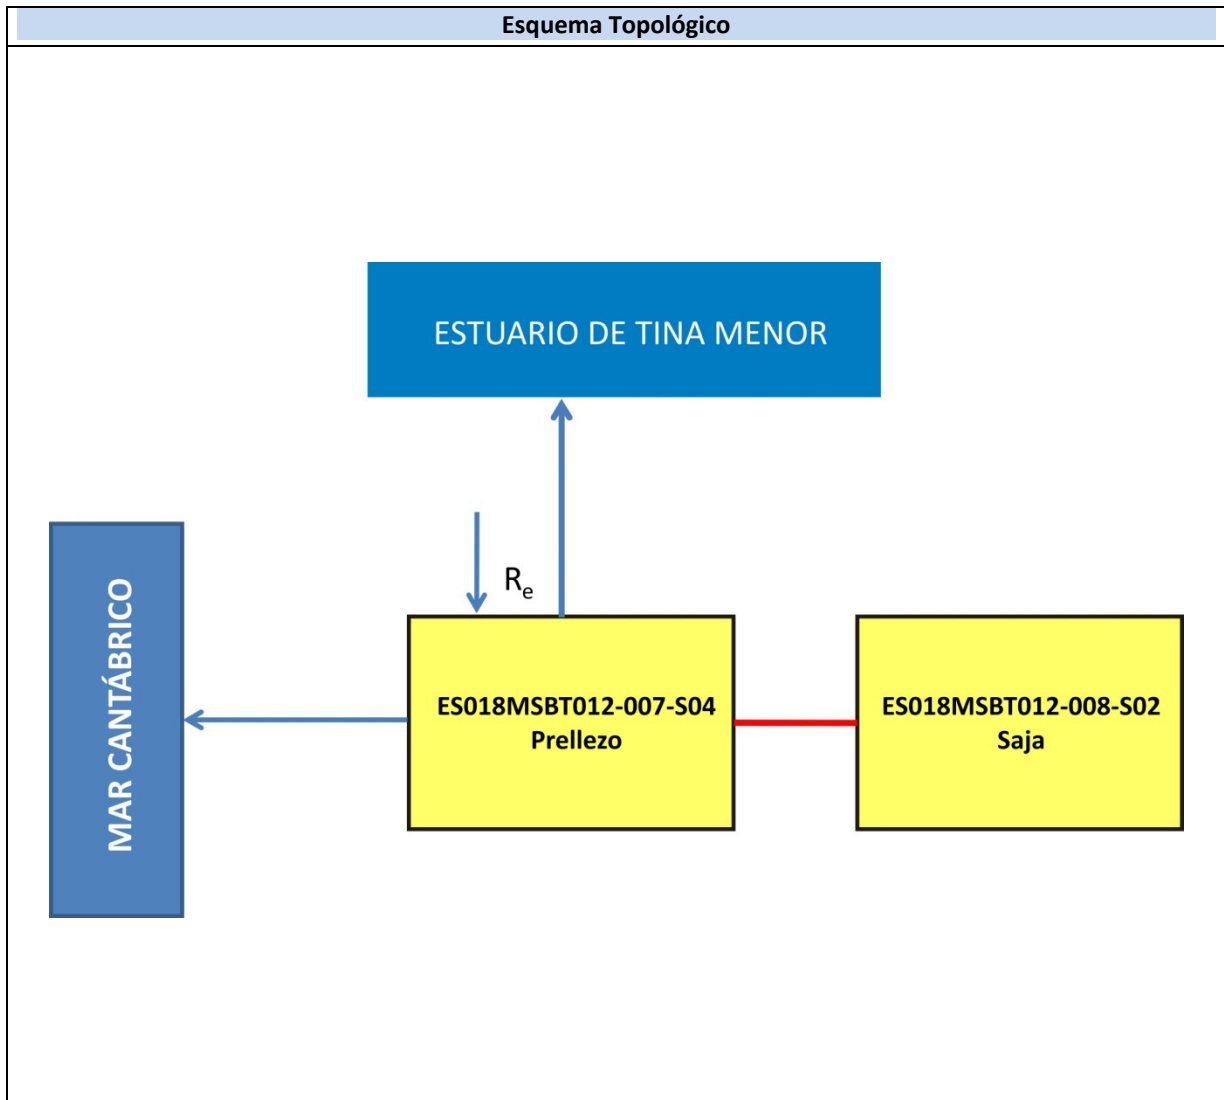 Esquema Topológico
ESTUARIO DE TINA MENOR
MAR CANTÁBRICO
Re
ES018MSBT012-007-S04
Prellezo
ES018MSBT012-008-S02
Saja